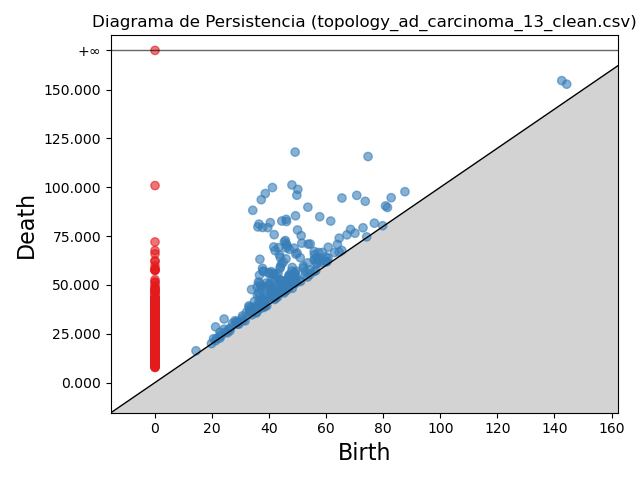 Diagrama de Persistencia (topology_ad_carcinoma_13_clean.csv)
+∞
150.000
125.000
100.000
75.000
50.000
25.000
0.000
Death
0 20 40 60 80 100 120 140 160
Birth